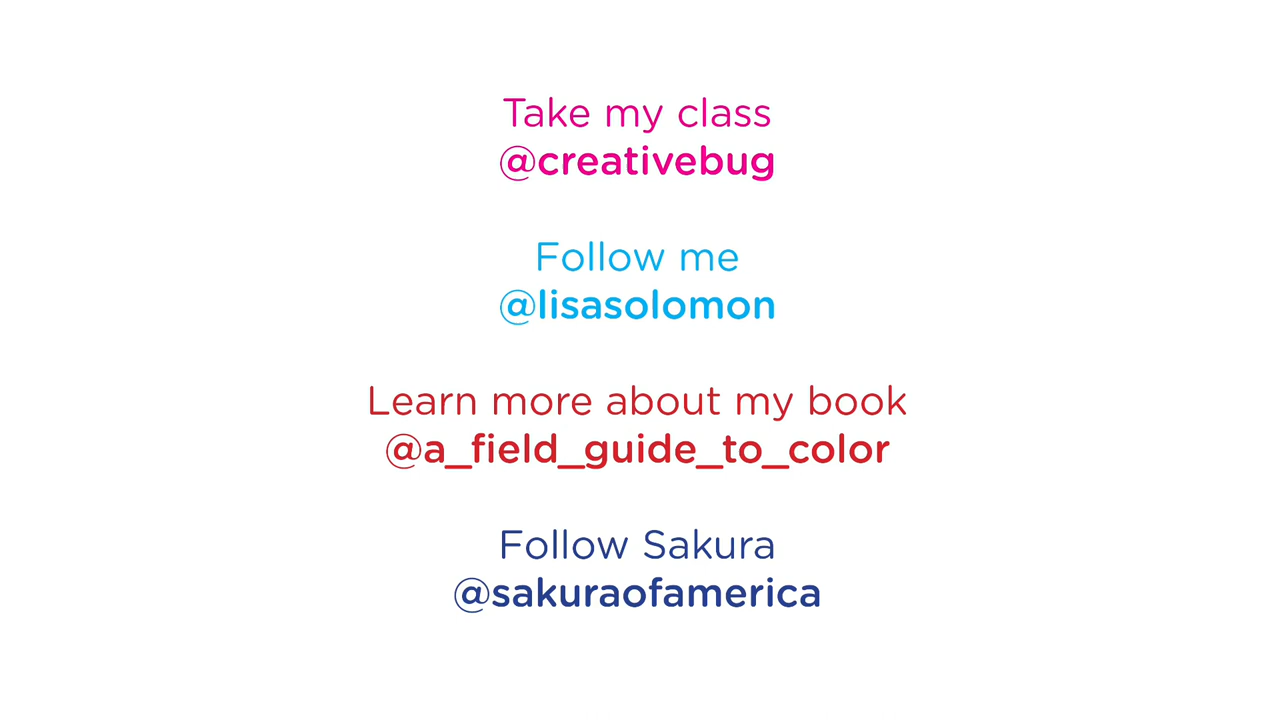 Take my class
@creativebug
Follow me
@lisasolomon
Learn more about my book
@a_field_guide_to_color
Follow Sakura
@sakuraofamerica